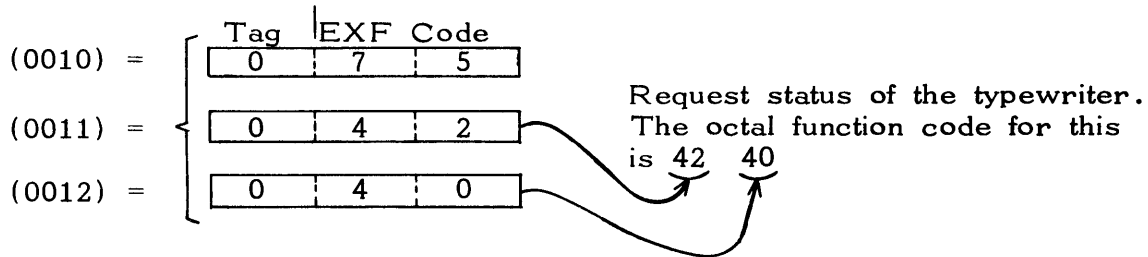 Tag EXF Code
(0010) = 0 7 5
(0011) = 0 4 2
(0012) = 0 4 0
Request status of the typewriter.
The octal function code for this
is 42 40